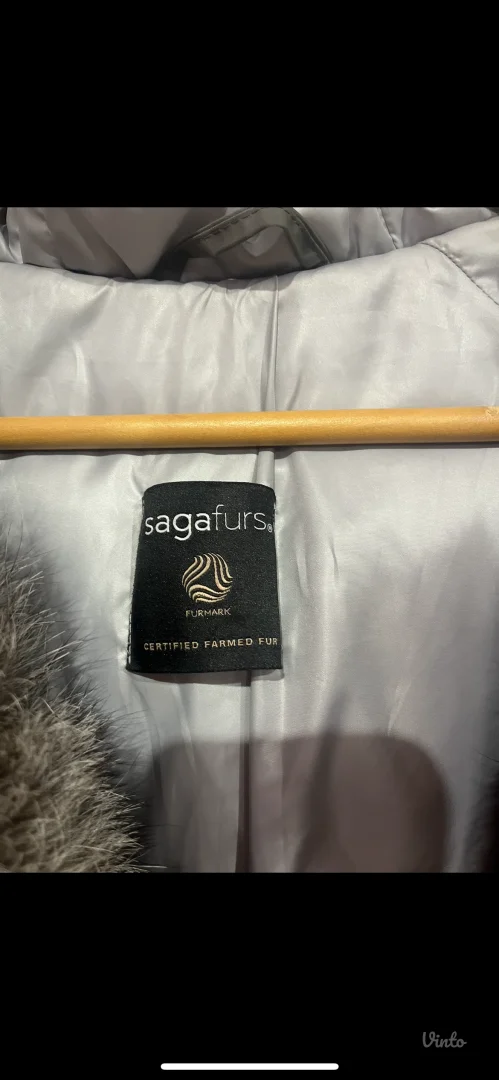 sagafurs®
FURMARK
CERTIFIED FARMED FUR
Vinto